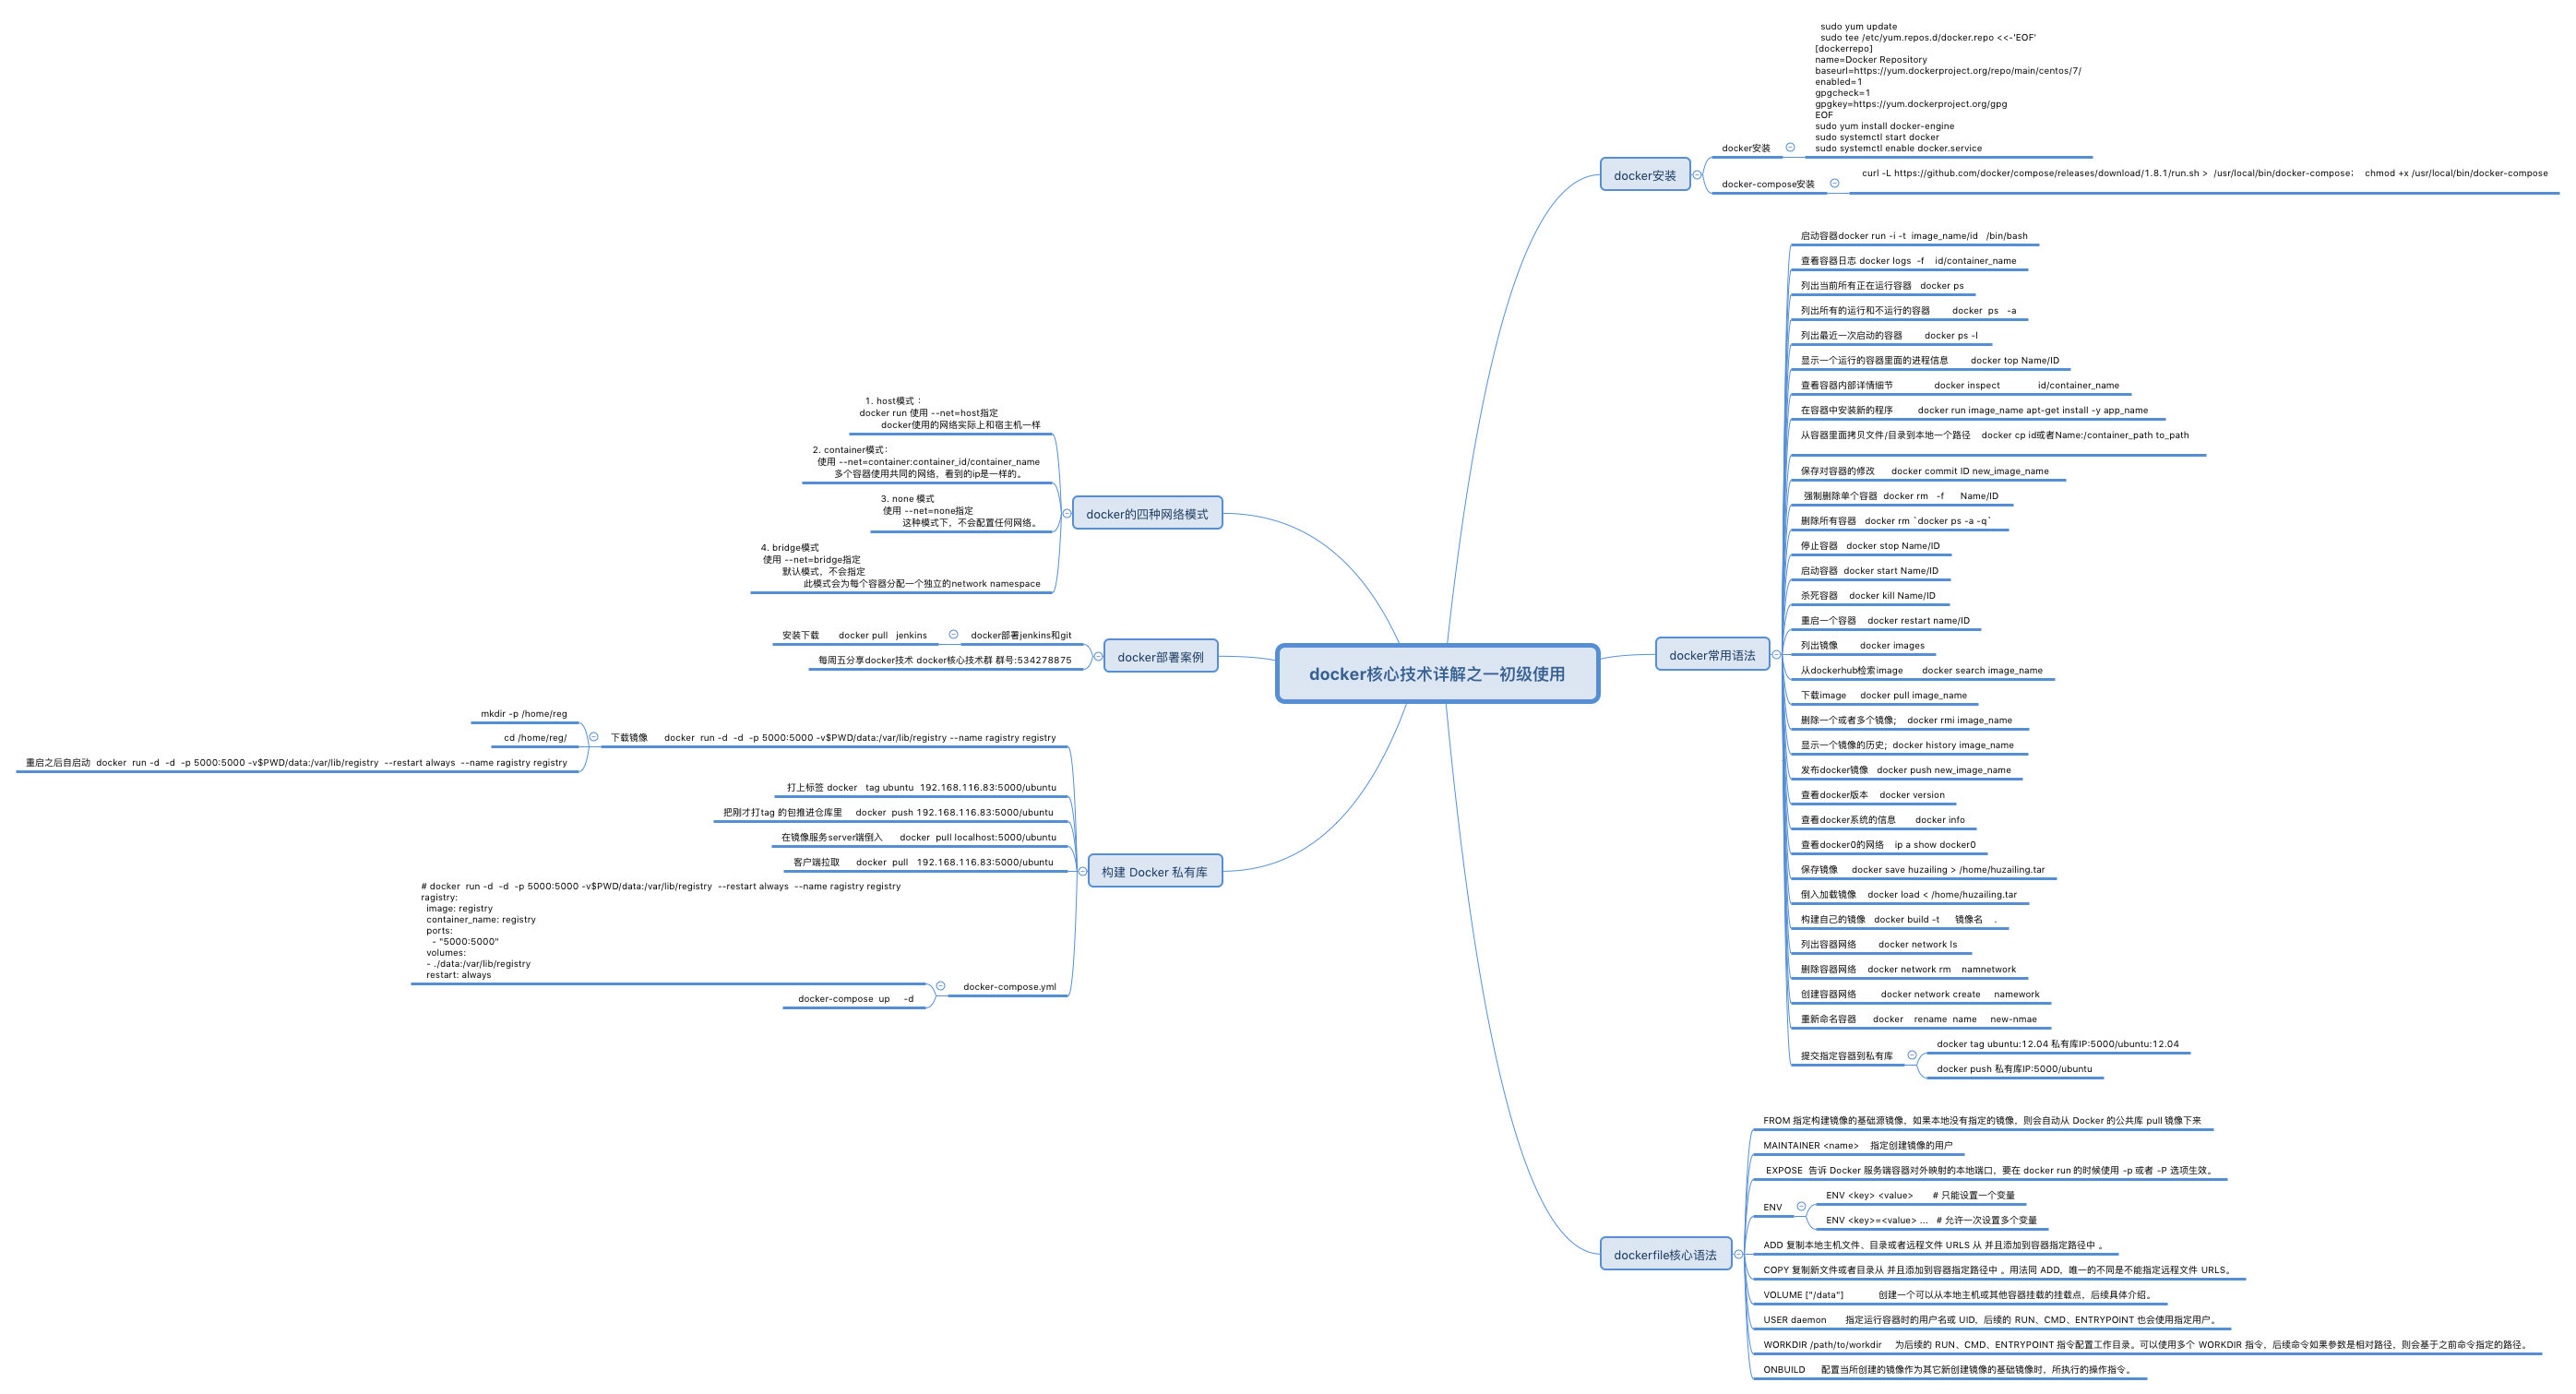 docker核心技术详解之一初级使用
docker安装
docker安装
sudo yum update
sudo tee /etc/yum.repos.d/docker.repo <<-'EOF'
[dockerrepo]
name=Docker Repository
baseurl=https://yum.dockerproject.org/repo/main/centos/7/
enabled=1
gpgcheck=1
gpgkey=https://yum.dockerproject.org/gpg
EOF
sudo yum install docker-engine
sudo systemctl start docker
sudo systemctl enable docker.service
docker-compose安装
curl -L https://github.com/docker/compose/releases/download/1.8.1/run.sh > /usr/local/bin/docker-compose； chmod +x /usr/local/bin/docker-compose
docker常用语法
启动容器docker run -i -t image_name/id /bin/bash
查看容器日志 docker logs -f id/container_name
列出当前所有正在运行容器 docker ps
列出所有的运行和不运行的容器 docker ps -a
列出最近一次启动的容器 docker ps -l
显示一个运行的容器里面的进程信息 docker top Name/ID
查看容器内部详情细节 docker inspect id/container_name
在容器中安装新的程序 docker run image_name apt-get install -y app_name
从容器里面拷贝文件/目录到本地一个路径 docker cp id或者Name:/container_path to_path
保存对容器的修改 docker commit ID new_image_name
强制删除单个容器 docker rm -f Name/ID
删除所有容器 docker rm `docker ps -a -q`
停止容器 docker stop Name/ID
启动容器 docker start Name/ID
杀死容器 docker kill Name/ID
重启一个容器 docker restart name/ID
列出镜像 docker images
从dockerhub检索image docker search image_name
下载image docker pull image_name
删除一个或者多个镜像； docker rmi image_name
显示一个镜像的历史；docker history image_name
发布docker镜像 docker push new_image_name
查看docker版本 docker version
查看docker系统的信息 docker info
查看docker0的网络 ip a show docker0
保存镜像 docker save huzailing > /home/huzailing.tar
倒入加载镜像 docker load < /home/huzailing.tar
构建自己的镜像 docker build -t 镜像名 .
列出容器网络 docker network ls
删除容器网络 docker network rm namnetwork
创建容器网络 docker network create namework
重新命名容器 docker rename name new-nmae
提交指定容器到私有库
docker tag ubuntu:12.04 私有库IP:5000/ubuntu:12.04
docker push 私有库IP:5000/ubuntu
dockerfile核心语法
FROM 指定构建镜像的基础源镜像，如果本地没有指定的镜像，则会自动从 Docker 的公共库 pull 镜像下来
MAINTAINER <name> 指定创建镜像的用户
EXPOSE 告诉 Docker 服务端容器对外映射的本地端口，要在 docker run 的时候使用 -p 或者 -P 选项生效。
ENV
ENV <key> <value> # 只能设置一个变量
ENV <key>=<value> ... # 允许一次设置多个变量
ADD 复制本地主机文件、目录或者远程文件 URLS 从 并且添加到容器指定路径中 。
COPY 复制新文件或者目录从 并且添加到容器指定路径中 。用法同 ADD，唯一的不同是不能指定远程文件 URLS。
VOLUME ["/data"] 创建一个可以从本地主机或其他容器挂载的挂载点，后续具体介绍。
USER daemon 指定运行容器时的用户名或 UID，后续的 RUN、CMD、ENTRYPOINT 也会使用指定用户。
WORKDIR /path/to/workdir 为后续的 RUN、CMD、ENTRYPOINT 指令配置工作目录。可以使用多个 WORKDIR 指令，后续命令如果参数是相对路径，则会基于之前命令指定的路径。
ONBUILD 配置当所创建的镜像作为其它新创建镜像的基础镜像时，所执行的操作指令。
docker的四种网络模式
1. host模式 ：
docker run 使用 --net=host指定
docker使用的网络实际上和宿主机一样
2. container模式：
使用 --net=container:container_id/container_name
多个容器使用共同的网络，看到的ip是一样的。
3. none 模式
使用 --net=none指定
这种模式下，不会配置任何网络。
4. bridge模式
使用 --net=bridge指定
默认模式，不会指定
此模式会为每个容器分配一个独立的network namespace
docker部署案例
docker部署jenkins和git
安装下载 docker pull jenkins
每周五分享docker技术 docker核心技术群 群号:534278875
构建 Docker 私有库
下载镜像 docker run -d -d -p 5000:5000 -v$PWD/data:/var/lib/registry --name ragistry registry
mkdir -p /home/reg
cd /home/reg/
重启之后自启动 docker run -d -d -p 5000:5000 -v$PWD/data:/var/lib/registry --restart always --name ragistry registry
打上标签 docker tag ubuntu 192.168.116.83:5000/ubuntu
把刚才打tag 的包推进仓库里 docker push 192.168.116.83:5000/ubuntu
在镜像服务server端倒入 docker pull localhost:5000/ubuntu
客户端拉取 docker pull 192.168.116.83:5000/ubuntu
docker-compose.yml
# docker run -d -d -p 5000:5000 -v$PWD/data:/var/lib/registry --restart always --name ragistry registry
ragistry:
image: registry
container_name: registry
ports:
- "5000:5000"
volumes:
- ./data:/var/lib/registry
restart: always
docker-compose up -d